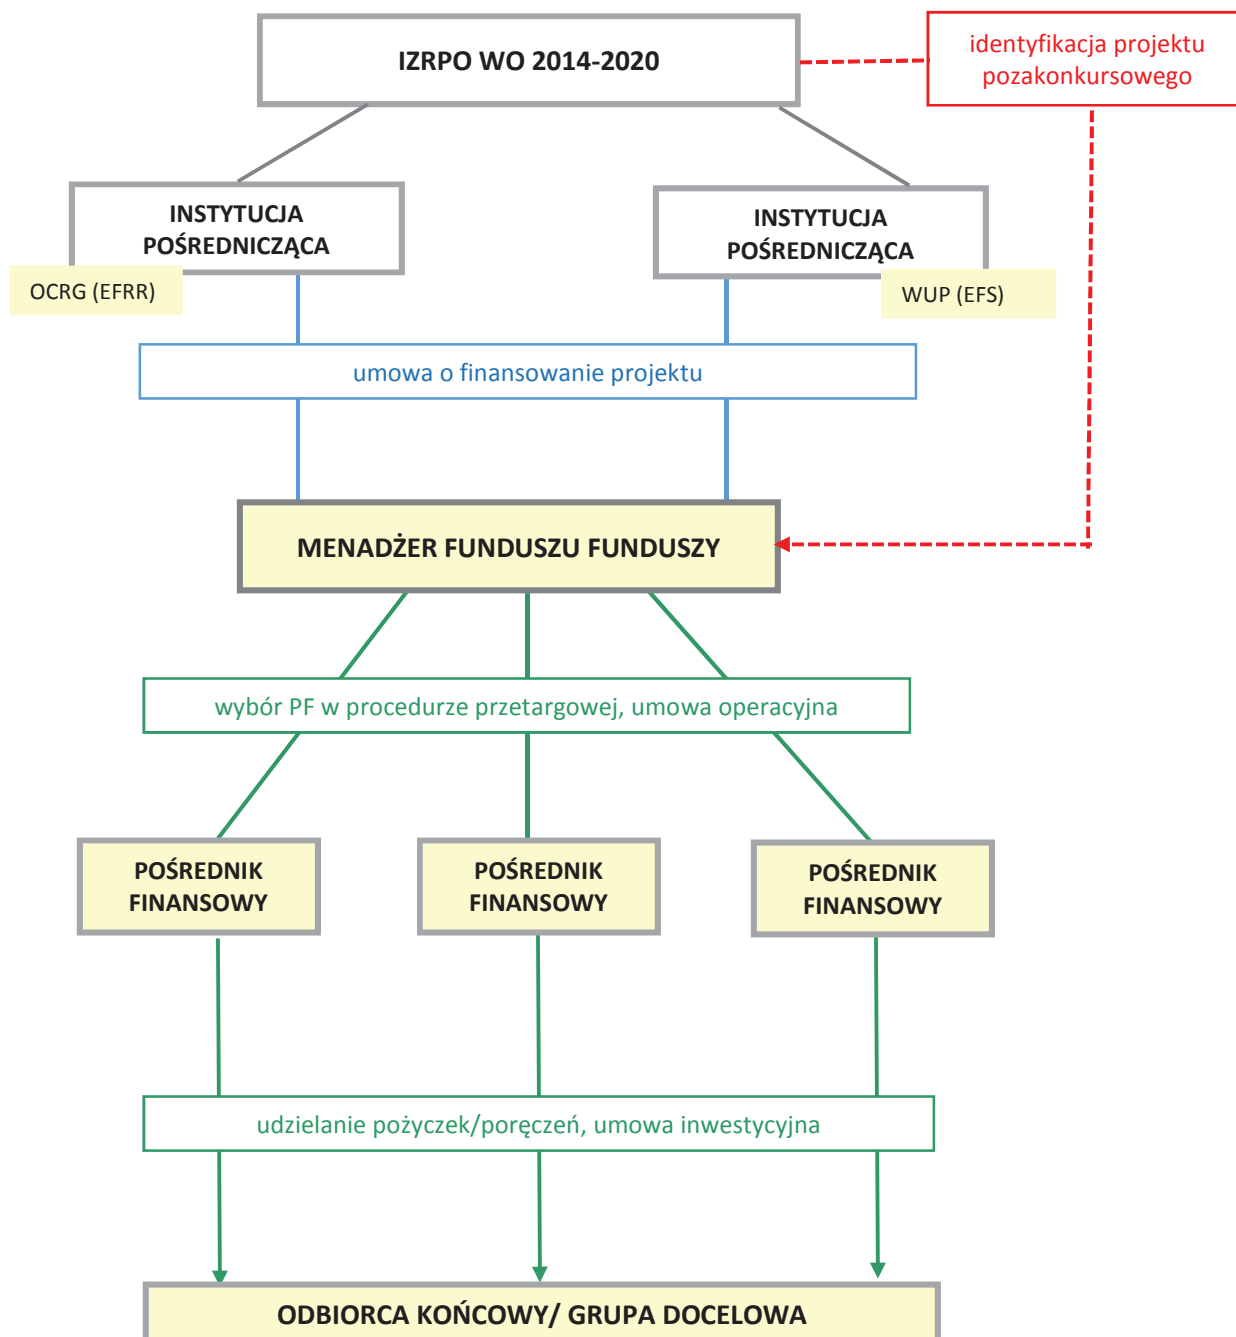 IZRPO WO 2014-2020
identyfikacja projektu
pozakonkursowego
INSTYTUCJA
POŚREDNICZĄCA
OCRG (EFRR)
INSTYTUCJA
POŚREDNICZĄCA
WUP (EFS)
umowa o finansowanie projektu
MENADŻER FUNDUSZU FUNDUSZY
wybór PF w procedurze przetargowej, umowa operacyjna
POŚREDNIK
FINANSOWY
POŚREDNIK
FINANSOWY
POŚREDNIK
FINANSOWY
udzielanie pożyczek/poręczeń, umowa inwestycyjna
ODBIORCA KOŃCOWY/ GRUPA DOCELOWA